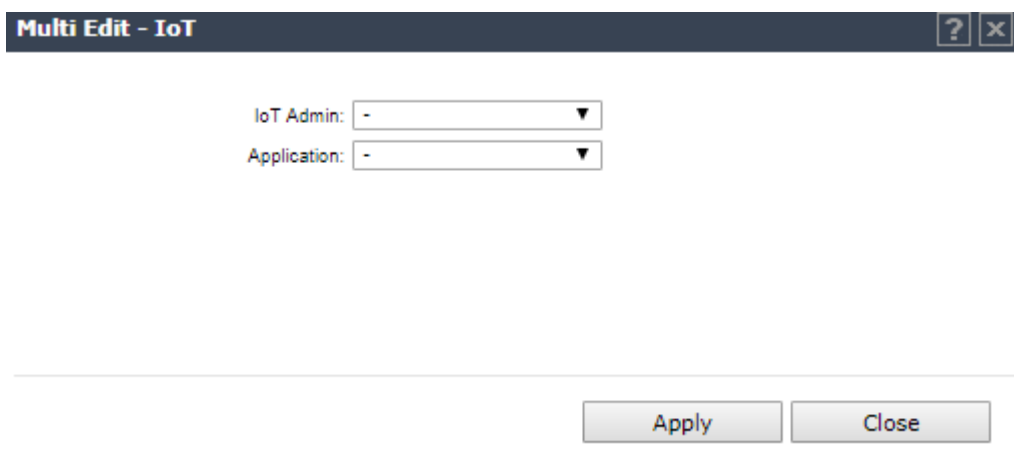 Multi Edit - IoT ? x
IoT Admin: - ▼
Application: - ▼
Apply Close